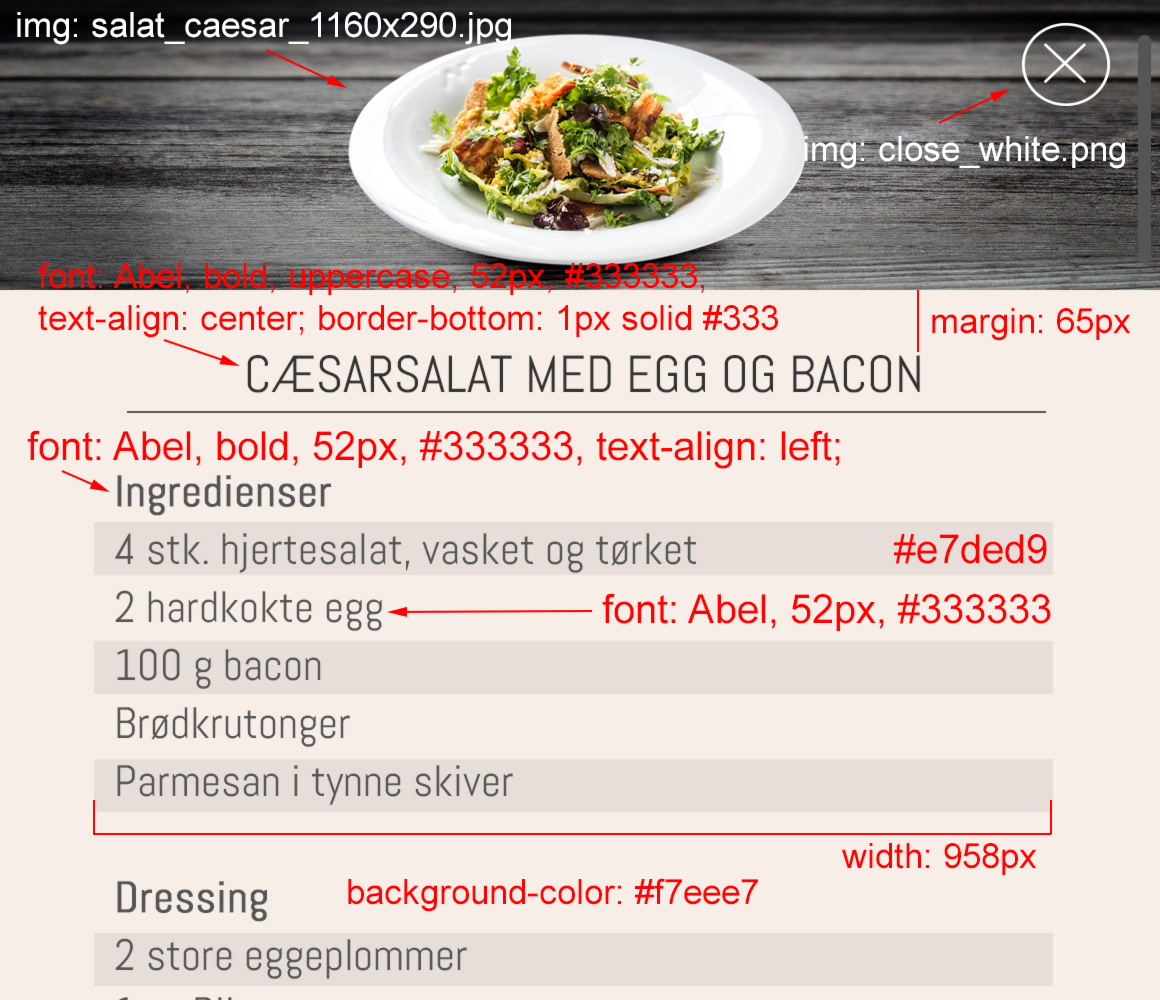 img: salat_caesar_1160x290.jpg
img: close_white.png
font: Abel, bold, uppercase, 52px, #333333,
text-align: center; border-bottom: 1px solid #333
margin: 65px
CÆSARSALAT MED EGG OG BACON
font: Abel, bold, 52px, #333333, text-align: left;
Ingredienser
4 stk. hjertesalat, vasket og tørket
#e7ded9
2 hardkokte egg
font: Abel, 52px, #333333
100 g bacon
Brødkrutonger
Parmesan i tynne skiver
width: 958px
Dressing
background-color: #f7eee7
2 store eggeplommer